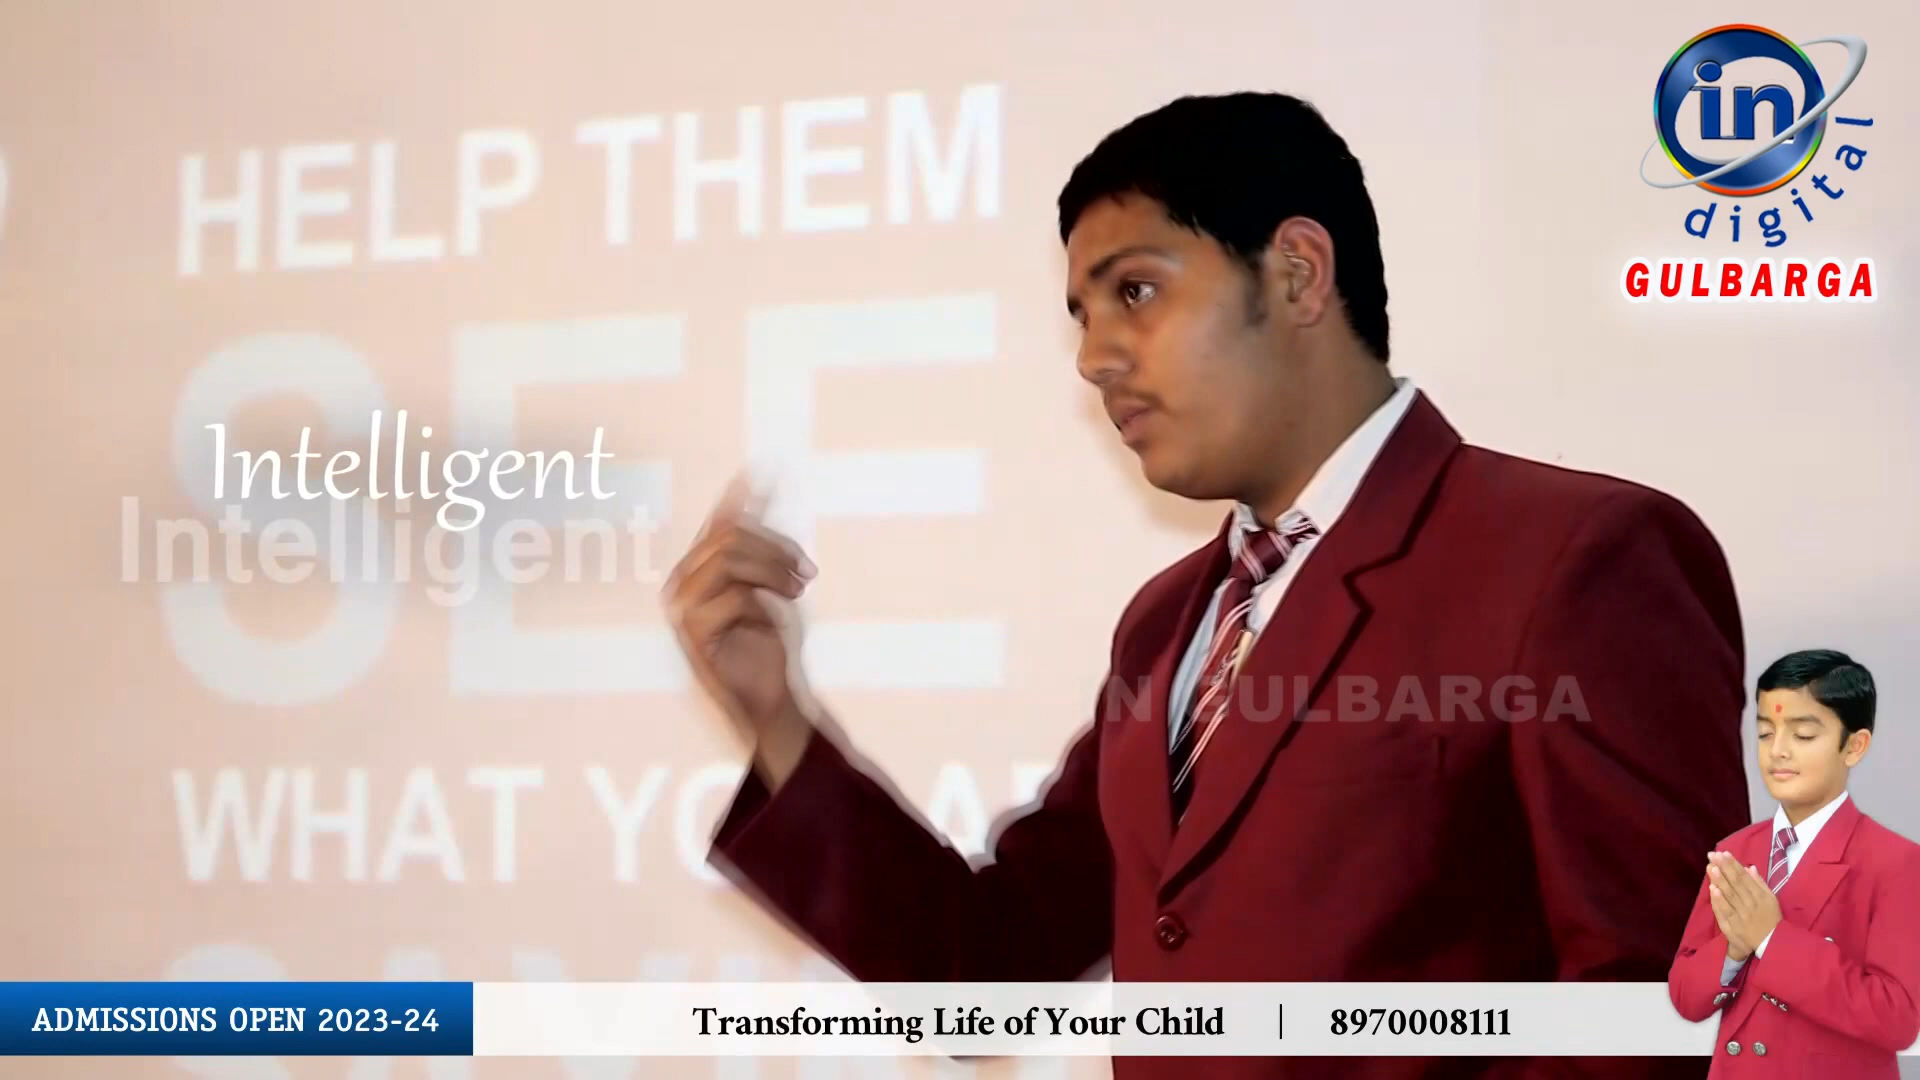 in
digital
GULBARGA
HELP THEM
SEE
Intelligent
Intelligent
IN GULBARGA
WHAT YO
ADMISSIONS OPEN 2023-24
Transforming Life of Your Child | 8970008111